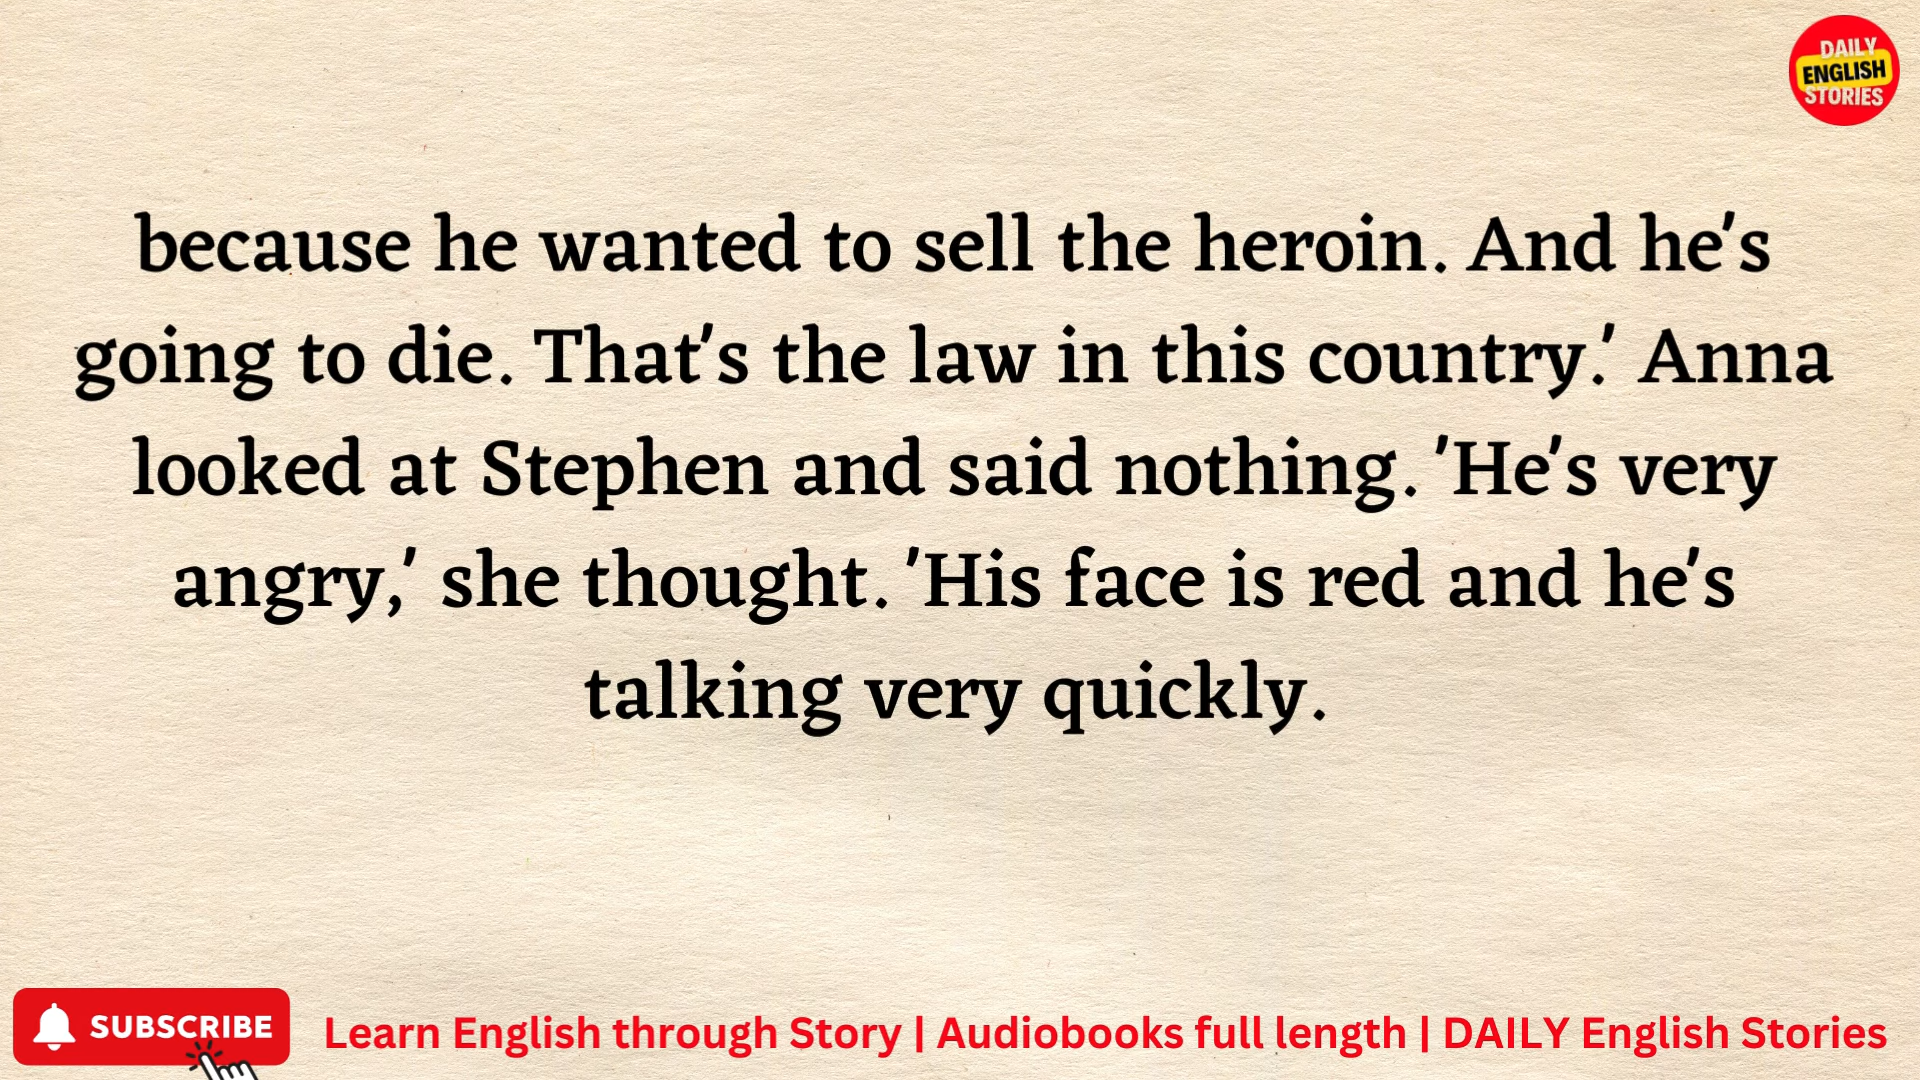 DAILY
ENGLISH
STORIES
because he wanted to sell the heroin. And he's
going to die. That's the law in this country.' Anna
looked at Stephen and said nothing. 'He's very
angry,' she thought. 'His face is red and he's
talking very quickly.
SUBSCRIBE
Learn English through Story | Audiobooks full length | DAILY English Stories